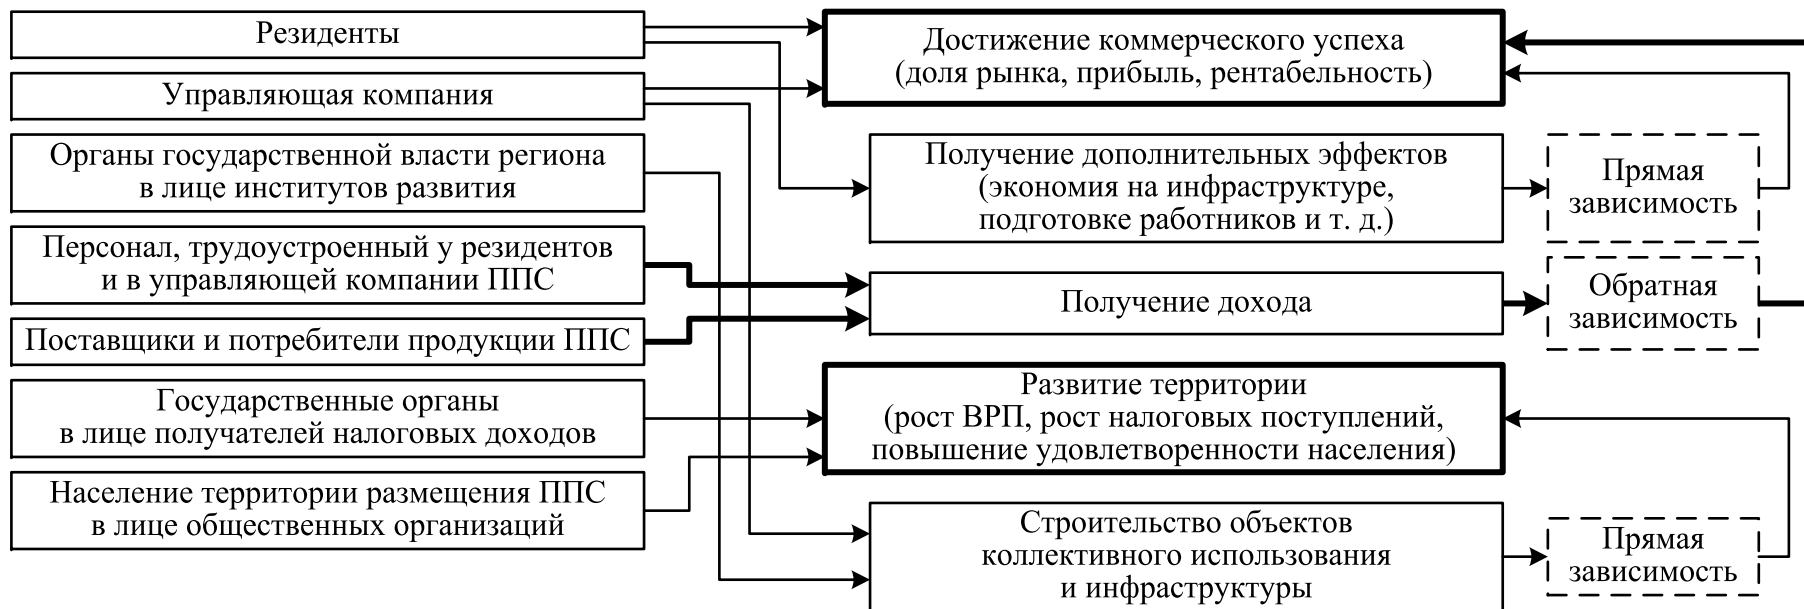 Резиденты
Управляющая компания
Органы государственной власти региона
в лице институтов развития
Персонал, трудоустроенный у резидентов
и в управляющей компании ППС
Поставщики и потребители продукции ППС
Государственные органы
в лице получателей налоговых доходов
Население территории размещения ППС
в лице общественных организаций
Достижение коммерческого успеха
(доля рынка, прибыль, рентабельность)
Получение дополнительных эффектов
(экономия на инфраструктуре,
подготовке работников и т. д.)
Прямая
зависимость
Получение дохода
Обратная
зависимость
Развитие территории
(рост ВРП, рост налоговых поступлений,
повышение удовлетворенности населения)
Строительство объектов
коллективного использования
и инфраструктуры
Прямая
зависимость